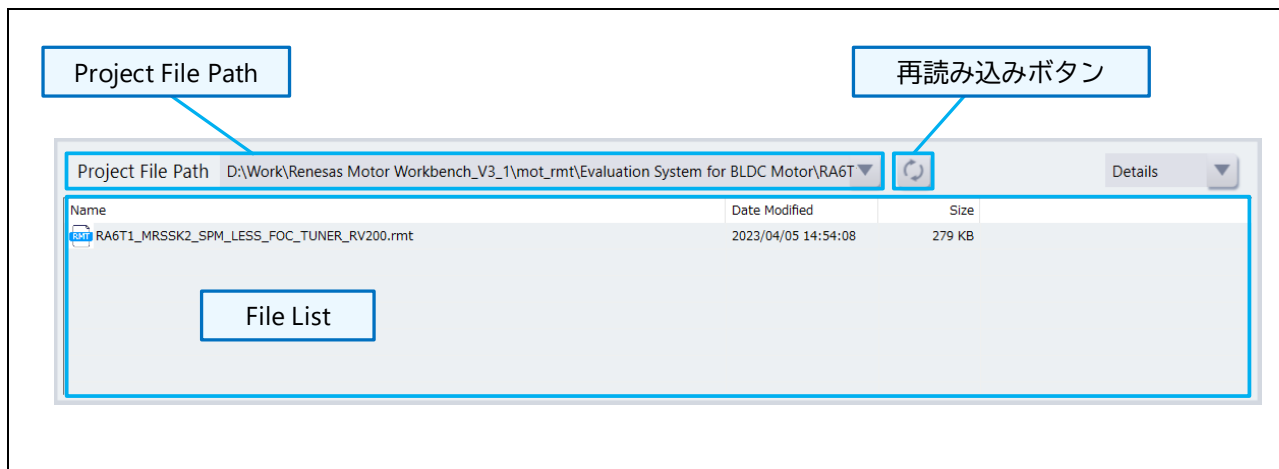 Project File Path
再読み込みボタン
Project File Path D:\Work\Renesas Motor Workbench_V3_1\mot_rmt\Evaluation System for BLDC Motor\RA6T
Details
Name Date Modified Size
RMT RA6T1_MRSSK2_SPM_LESS_FOC_TUNER_RV200.rmt 2023/04/05 14:54:08 279 KB
File List